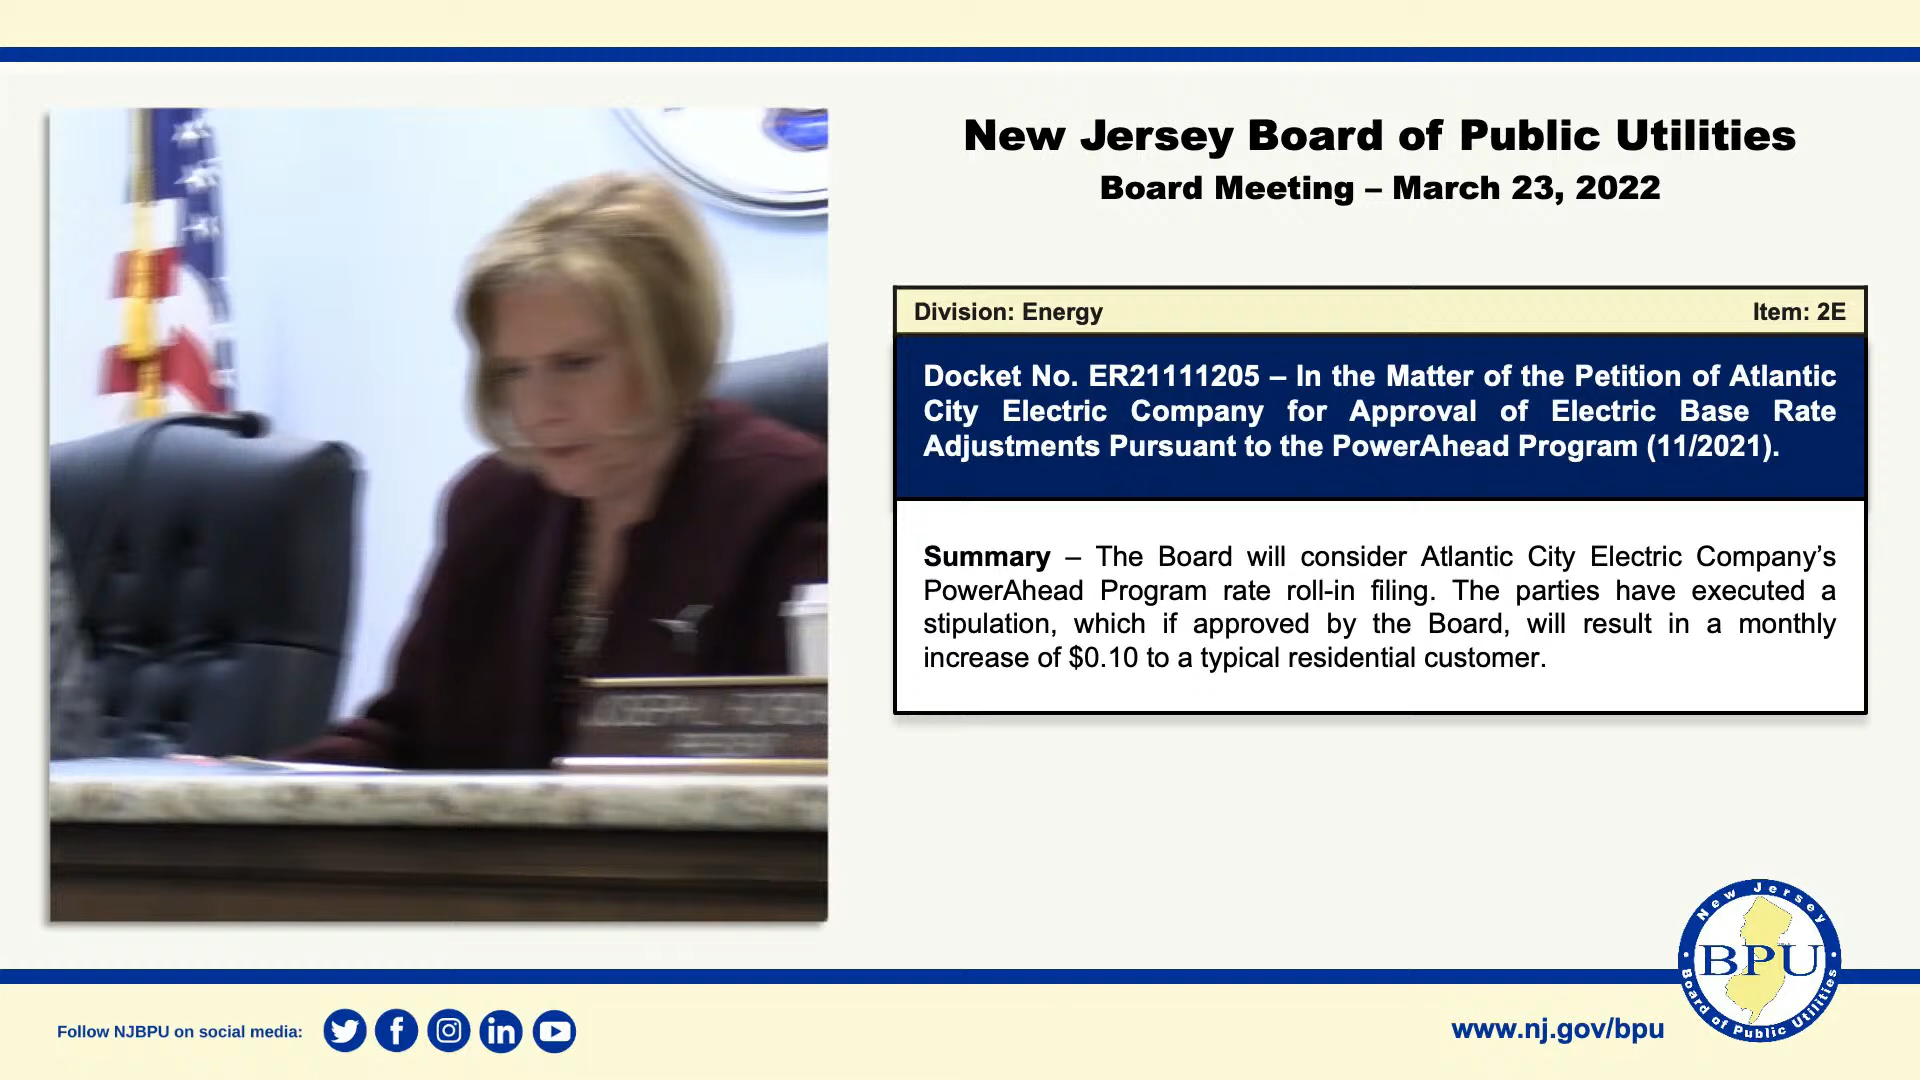 New Jersey Board of Public Utilities
Board Meeting – March 23, 2022
Division: Energy
Item: 2E
Docket No. ER21111205 – In the Matter of the Petition of Atlantic
City Electric Company for Approval of Electric Base Rate
Adjustments Pursuant to the PowerAhead Program (11/2021).
Summary – The Board will consider Atlantic City Electric Company’s
PowerAhead Program rate roll-in filing. The parties have executed a
stipulation, which if approved by the Board, will result in a monthly
increase of $0.10 to a typical residential customer.
New Jersey
BPU
Board of Public Utilities
Follow NJBPU on social media:
www.nj.gov/bpu